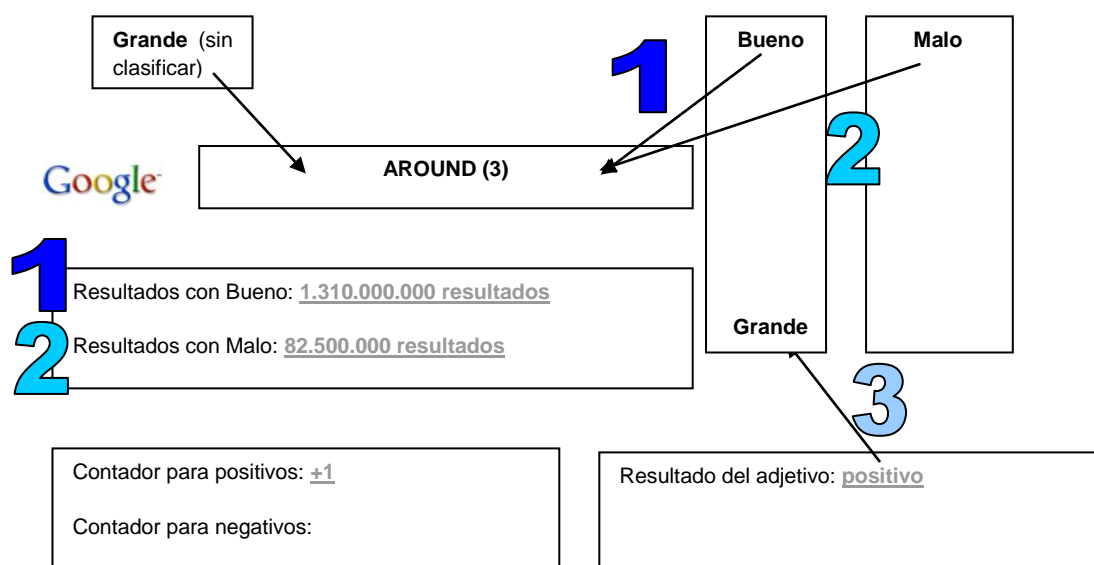 Grande (sin
clasificar)
1
Bueno
Malo
2
Google
AROUND (3)
1
Resultados con Bueno: 1.310.000.000 resultados
2
Resultados con Malo: 82.500.000 resultados
Grande
3
Contador para positivos: +1
Contador para negativos:
Resultado del adjetivo: positivo